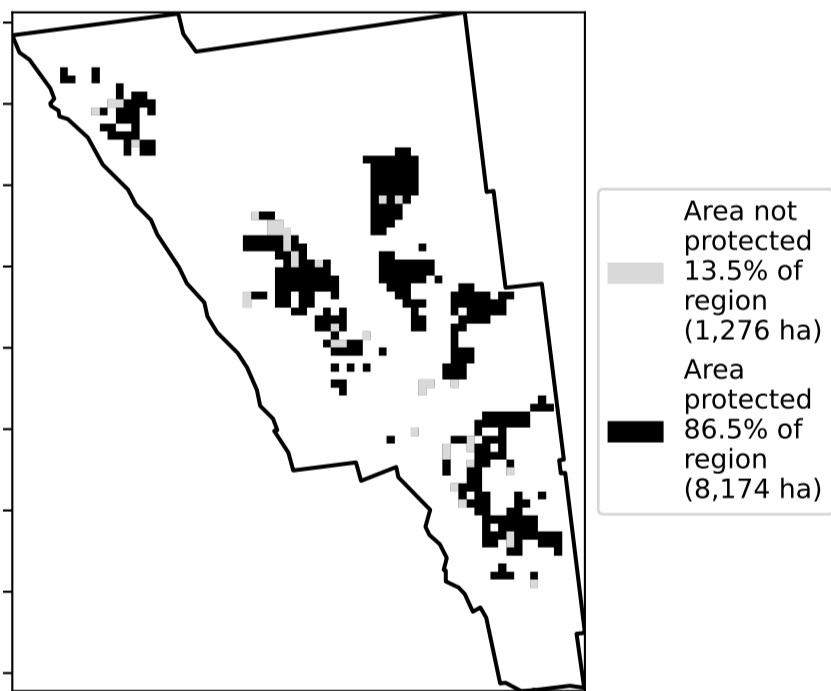 Area not
protected
13.5% of
region
(1,276 ha)
Area
protected
86.5% of
region
(8,174 ha)